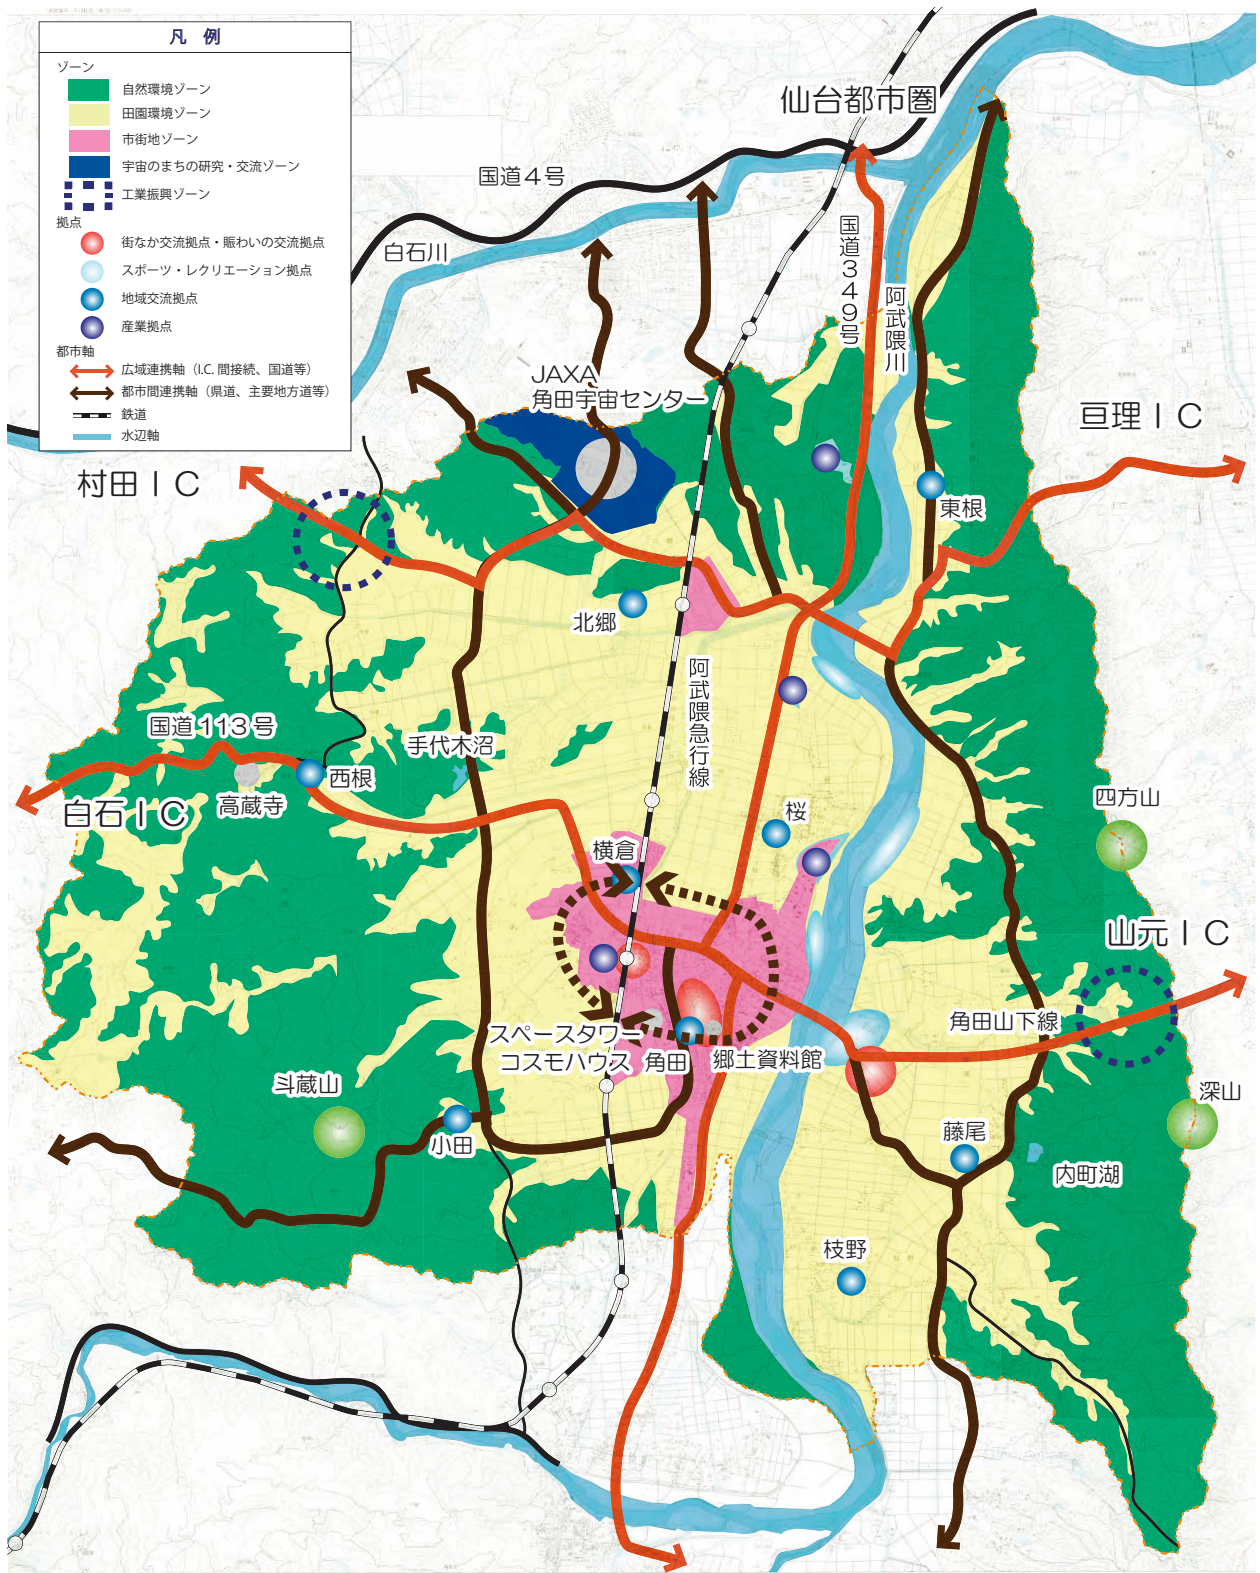 凡 例
ゾーン
自然環境ゾーン
田園環境ゾーン
市街地ゾーン
宇宙のまちの研究・交流ゾーン
工業振興ゾーン
拠点
街なか交流拠点・賑わいの交流拠点
スポーツ・レクリエーション拠点
地域交流拠点
産業拠点
都市軸
広域連携軸（I.C. 間接続、国道等）
都市間連携軸（県道、主要地方道等）
鉄道
水辺軸
仙台都市圏
国道4号
白石川
国道349号
阿武隈川
JAXA
角田宇宙センター
亘理IC
村田IC
東根
北郷
阿武隈急行線
国道113号
手代木沼
西根
高蔵寺
白石IC
四方山
桜
横倉
山元IC
角田山下線
スペースタワー
コスモハウス
角田
郷土資料館
斗蔵山
深山
小田
藤尾
内町湖
枝野